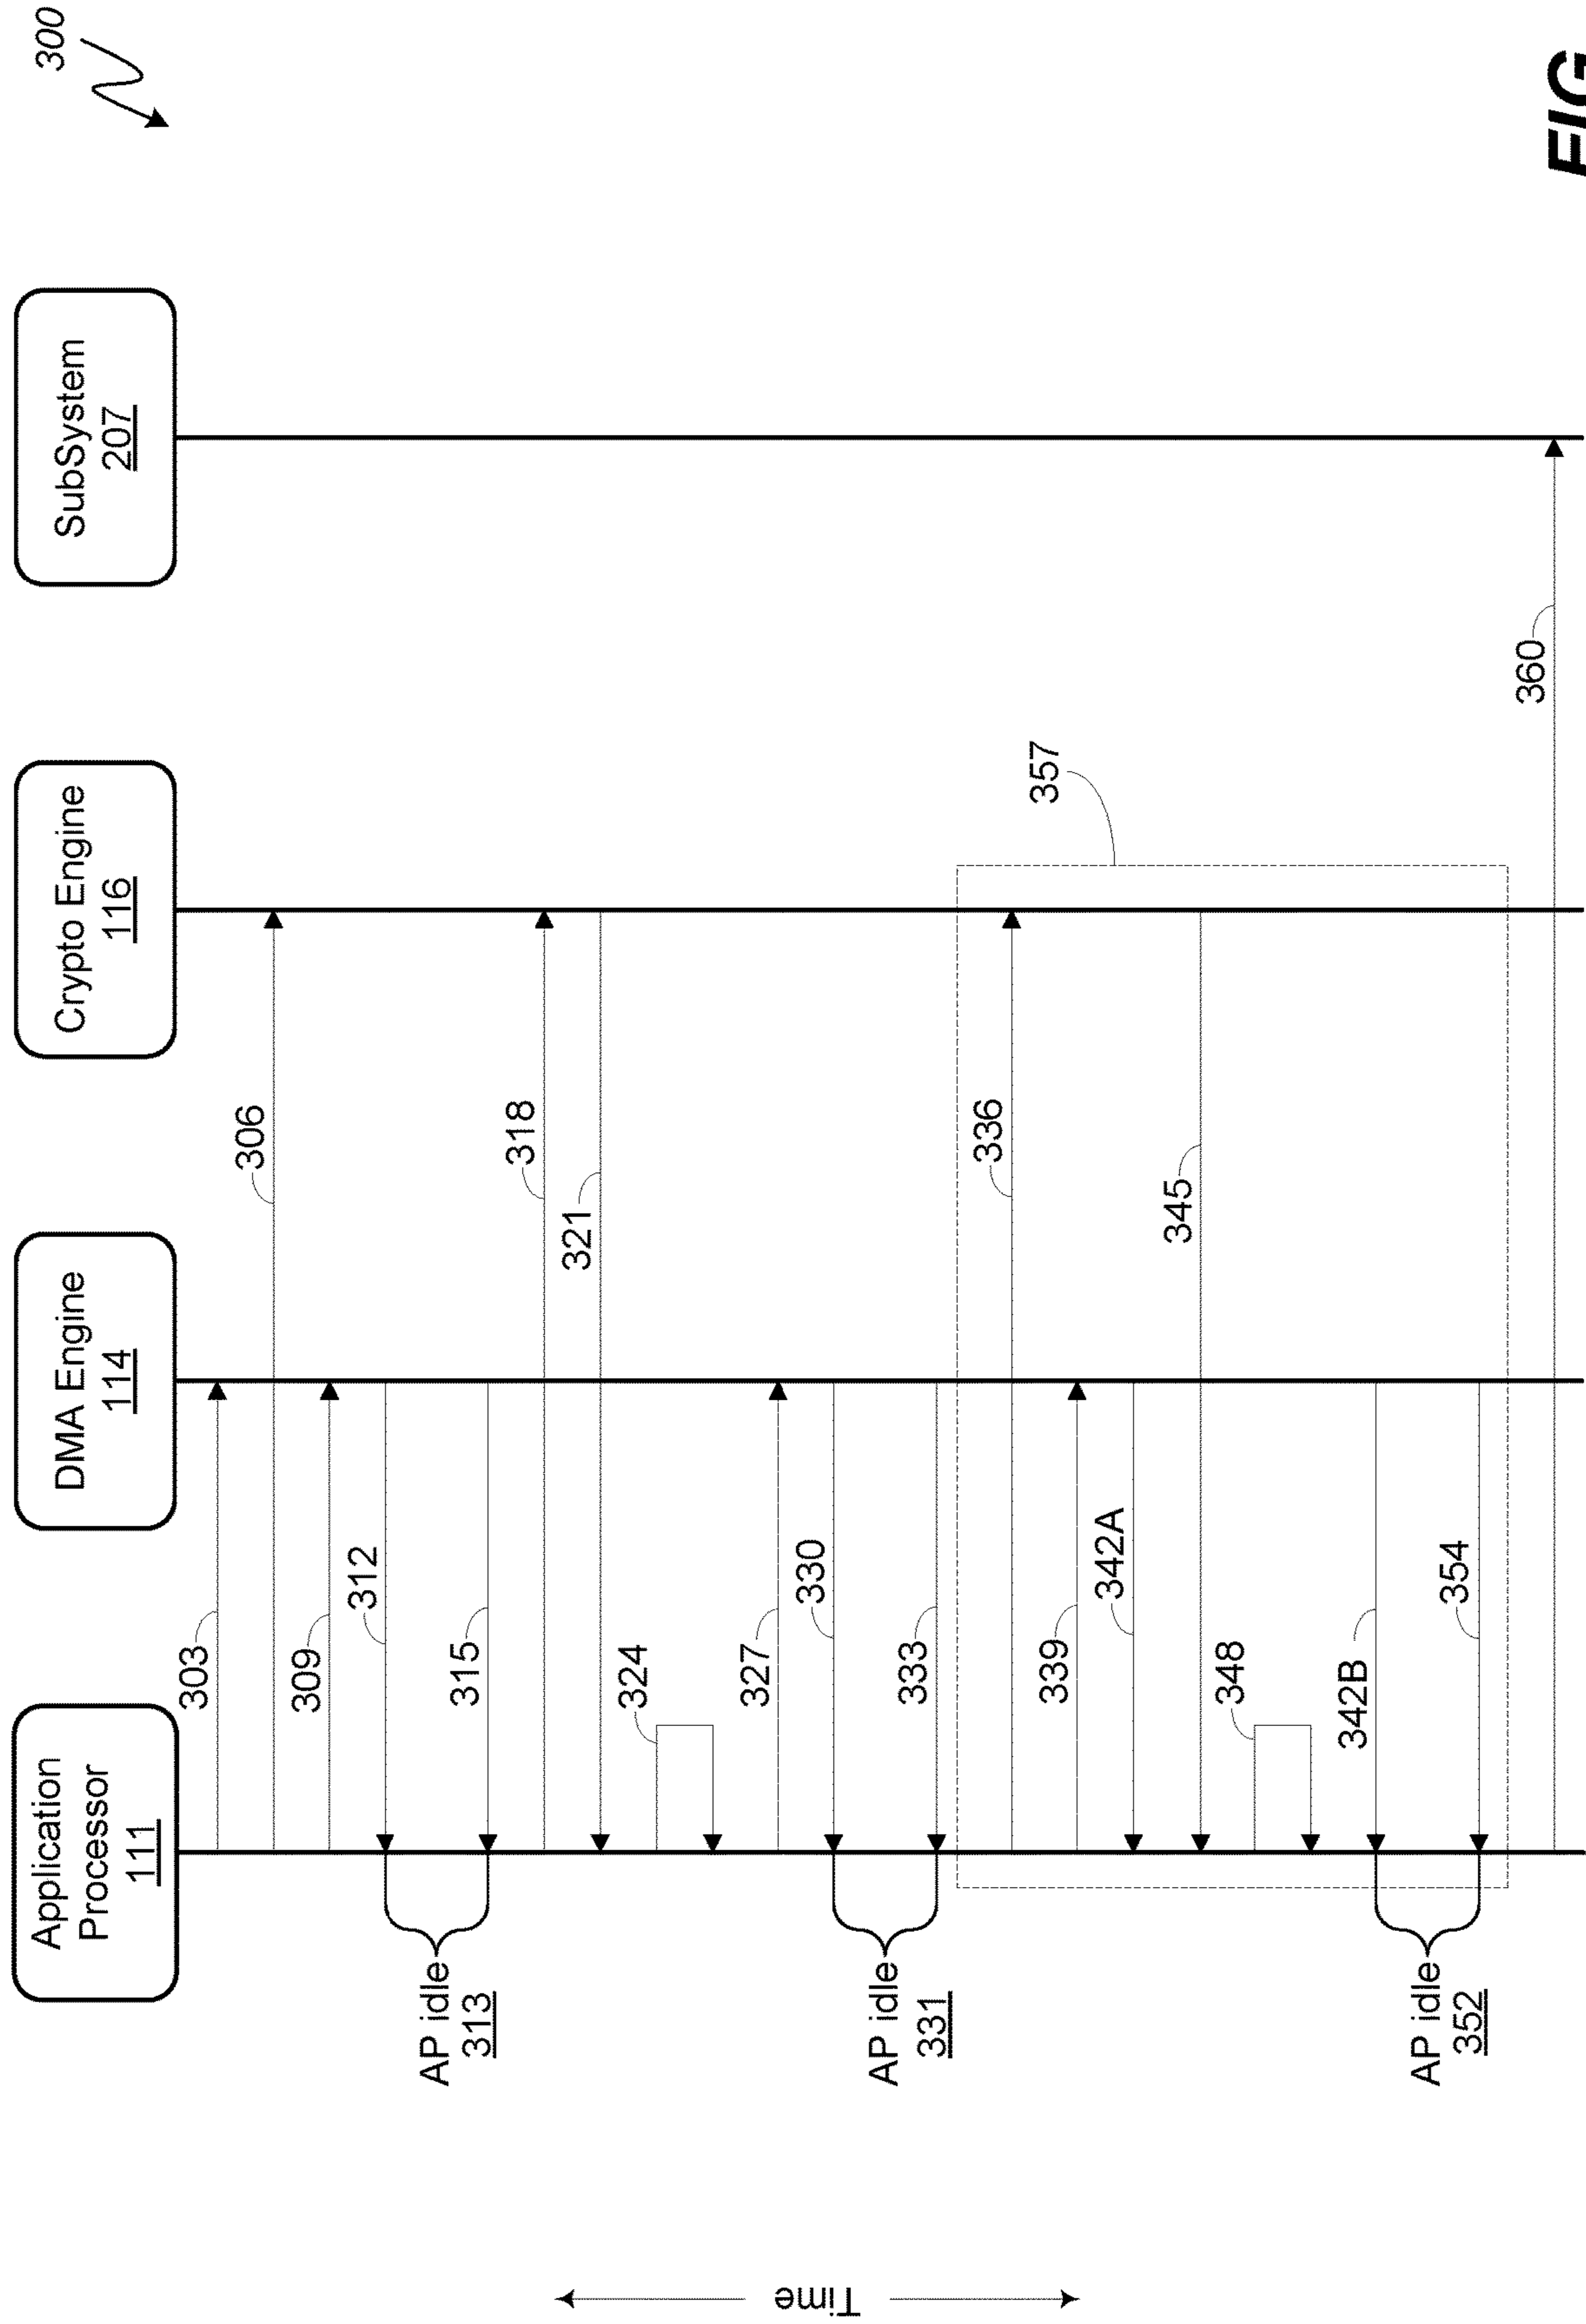 300
Application
Processor
111
DMA Engine
114
Crypto Engine
116
SubSystem
207
303
306
309
312
AP idle
313
315
318
321
324
327
330
AP idle
331
333
357
336
339
342A
345
348
342B
AP idle
352
354
360
Time
FIG